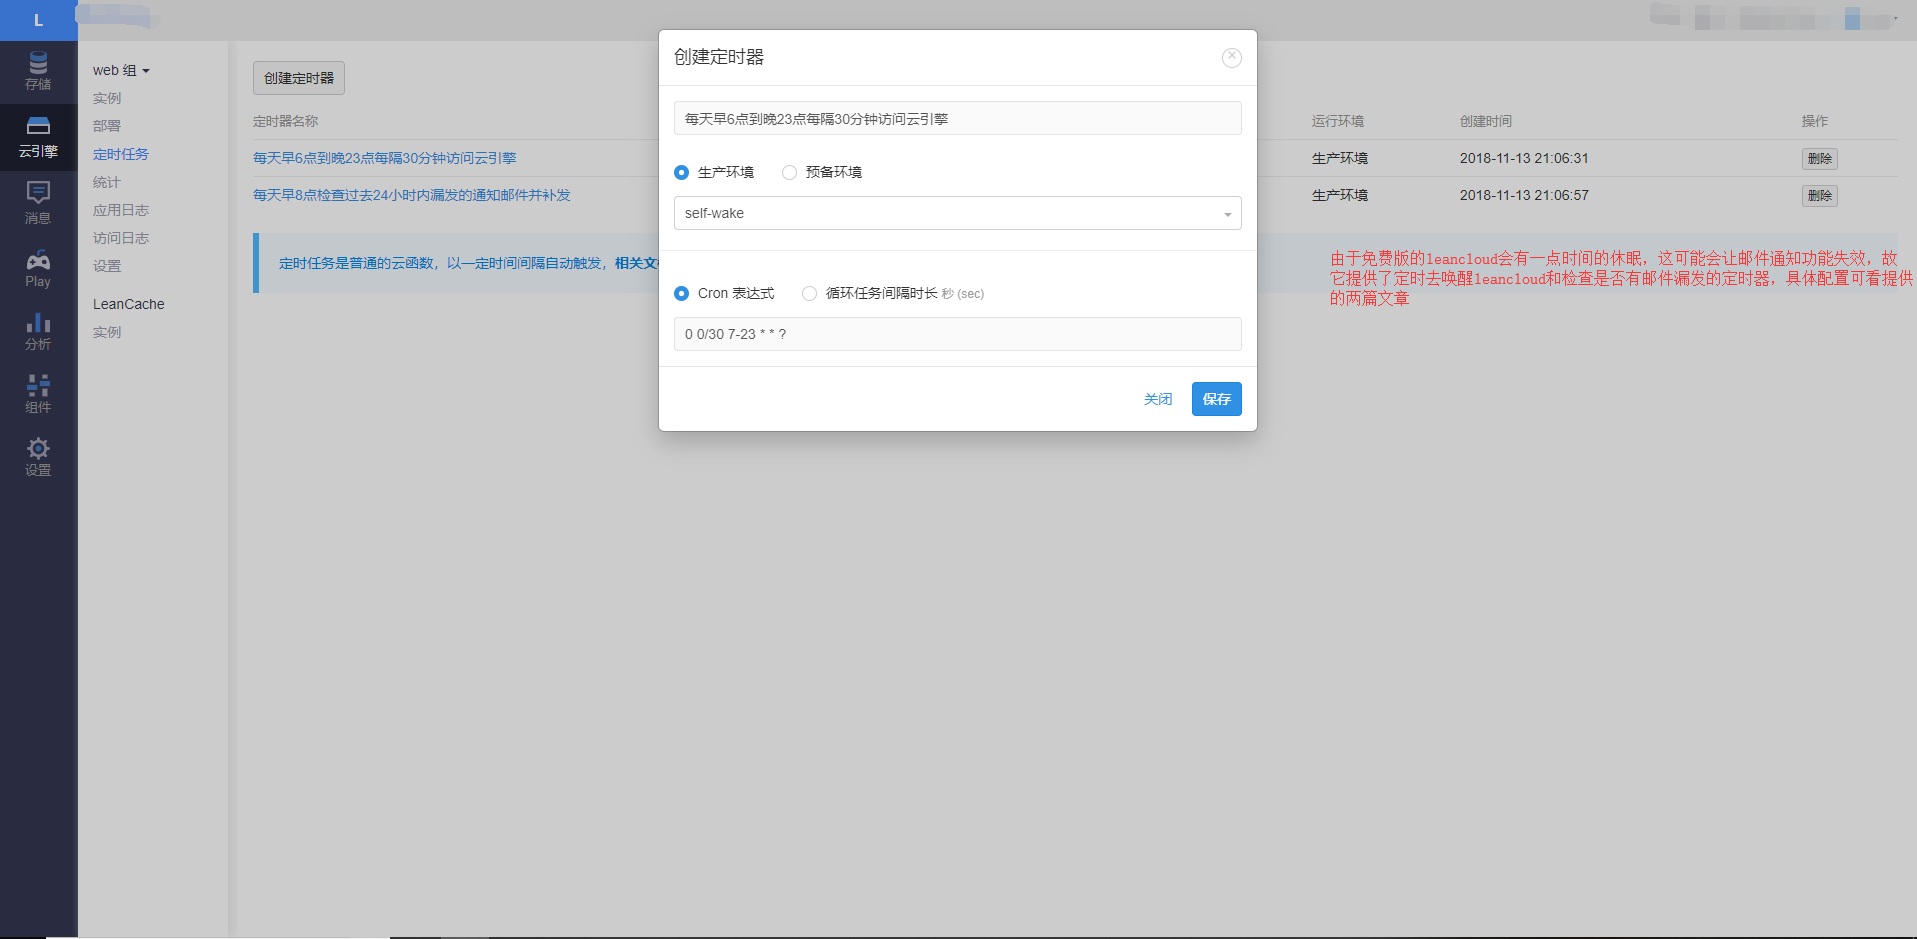 L
存储
云引擎
消息
Play
分析
组件
设置
web 组
实例
部署
定时任务
统计
应用日志
访问日志
设置
LeanCache
实例
创建定时器
定时器名称
运行环境
创建时间
操作
每天早6点到晚23点每隔30分钟访问云引擎
生产环境
2018-11-13 21:06:31
删除
每天早8点检查过去24小时内漏发的通知邮件并补发
生产环境
2018-11-13 21:06:57
删除
定时任务是普通的云函数，以一定时间间隔自动触发，相关文
由于免费版的leancloud会有一点时间的休眠，这可能会让邮件通知功能失效，故
它提供了定时去唤醒leancloud和检查是否有邮件漏发的定时器，具体配置可看提供
的两篇文章
创建定时器
每天早6点到晚23点每隔30分钟访问云引擎
生产环境
预备环境
self-wake
Cron 表达式
循环任务间隔时长 秒 (sec)
0 0/30 7-23 * * ?
关闭
保存